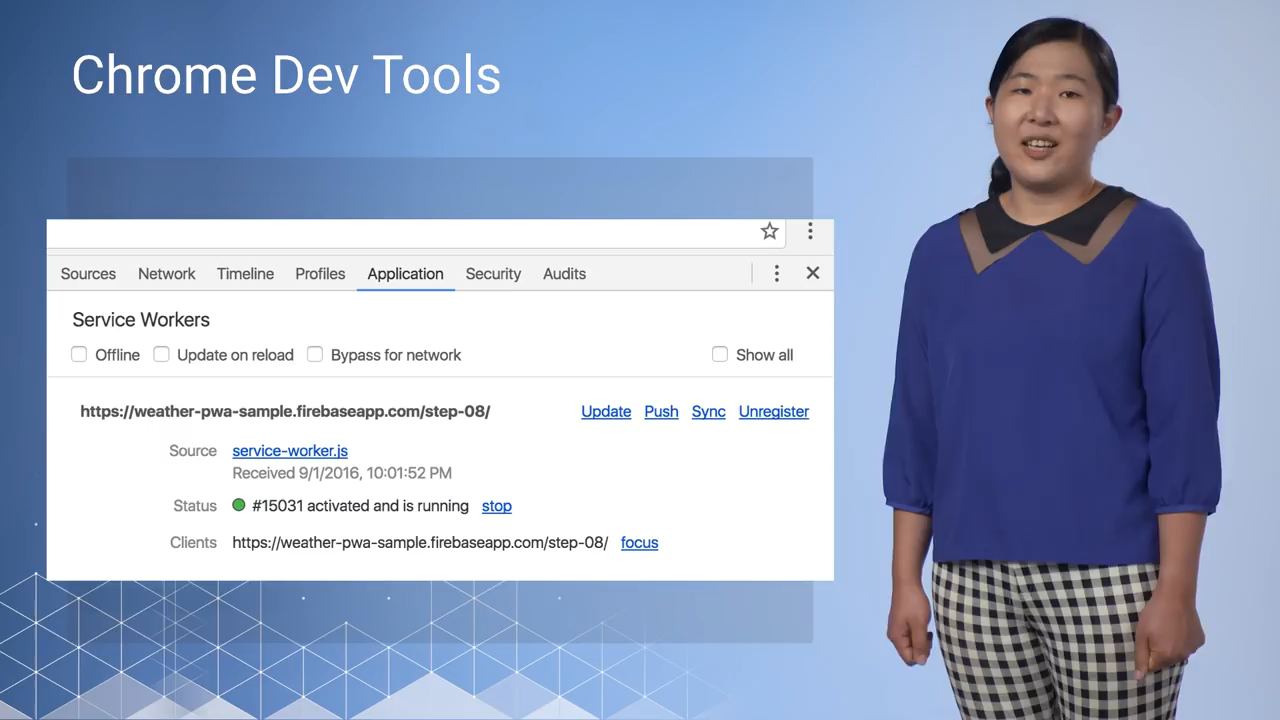 Chrome Dev Tools
Sources Network Timeline Profiles Application Security Audits
Service Workers
Offline Update on reload Bypass for network Show all
https://weather-pwa-sample.firebaseapp.com/step-08/ Update Push Sync Unregister
Source service-worker.js
Received 9/1/2016, 10:01:52 PM
Status #15031 activated and is running stop
Clients https://weather-pwa-sample.firebaseapp.com/step-08/ focus